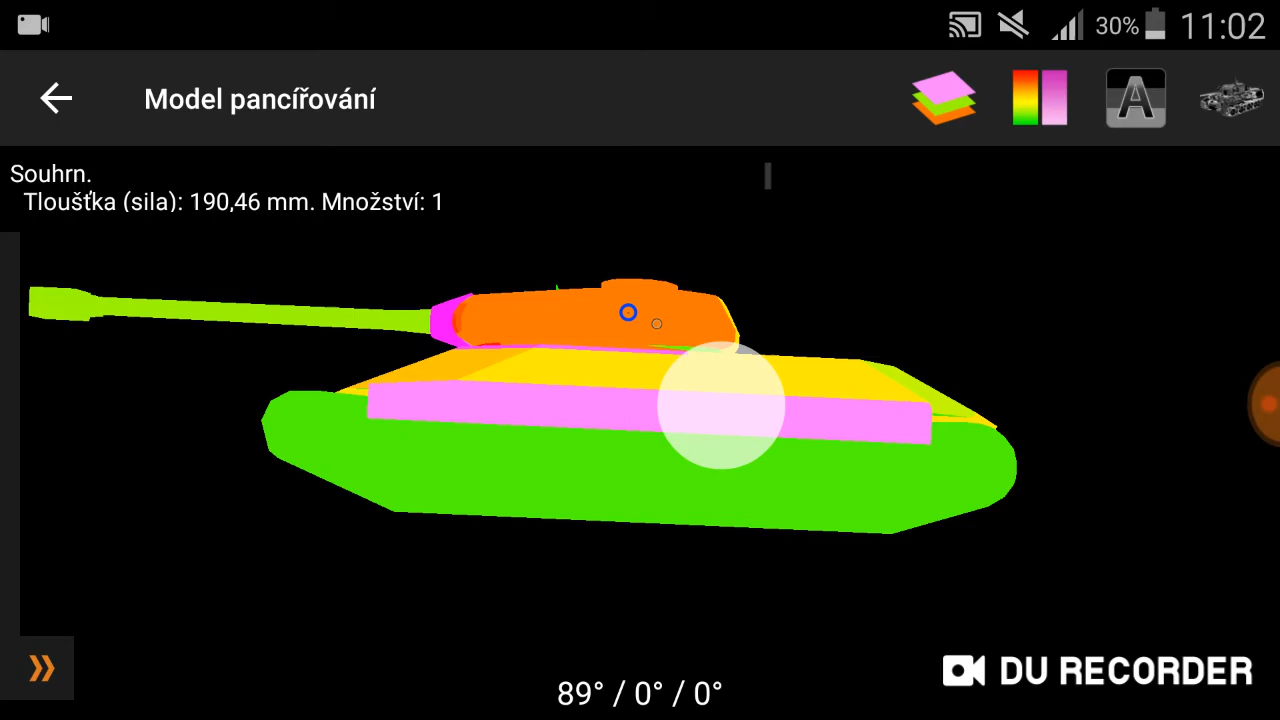 30% 11:02
Model pancířování
A
Souhrn.
Tloušťka (sila): 190,46 mm. Množství: 1
89° / 0° / 0°
DU RECORDER